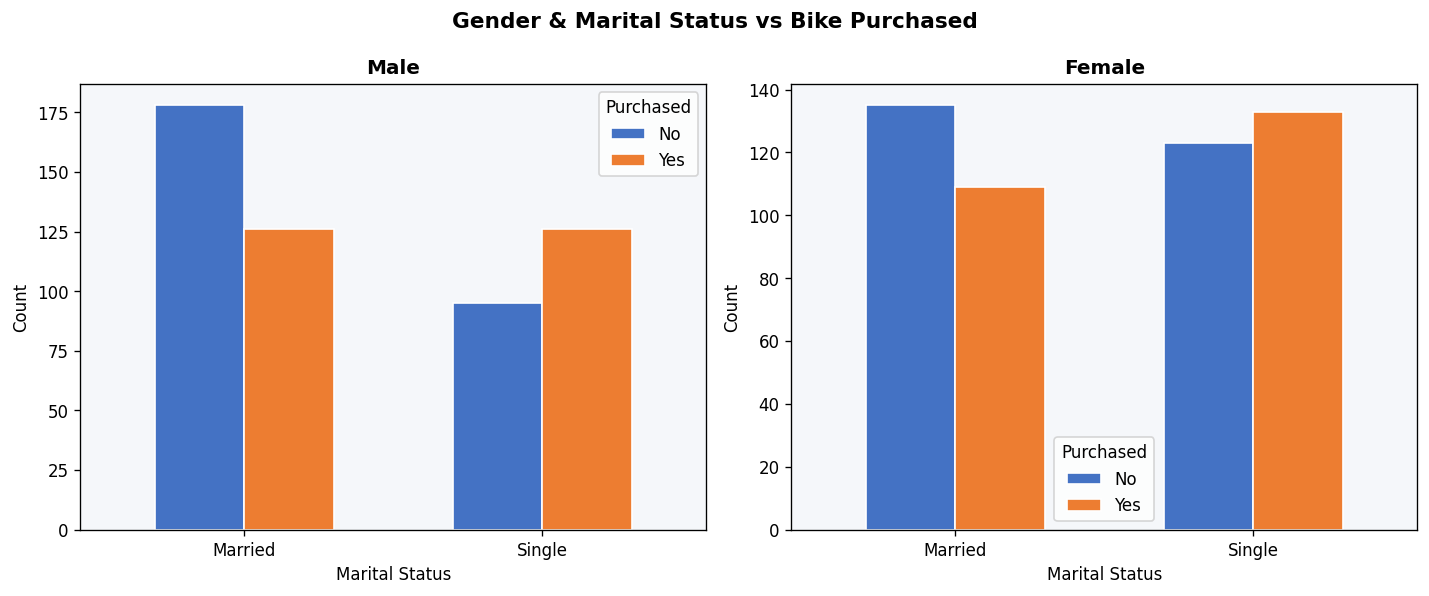 Gender & Marital Status vs Bike Purchased
Male
175
150
125
100
75
50
25
0
Count
Married
Single
Marital Status
Purchased
No
Yes
Female
140
120
100
80
60
40
20
0
Count
Married
Single
Marital Status
Purchased
No
Yes